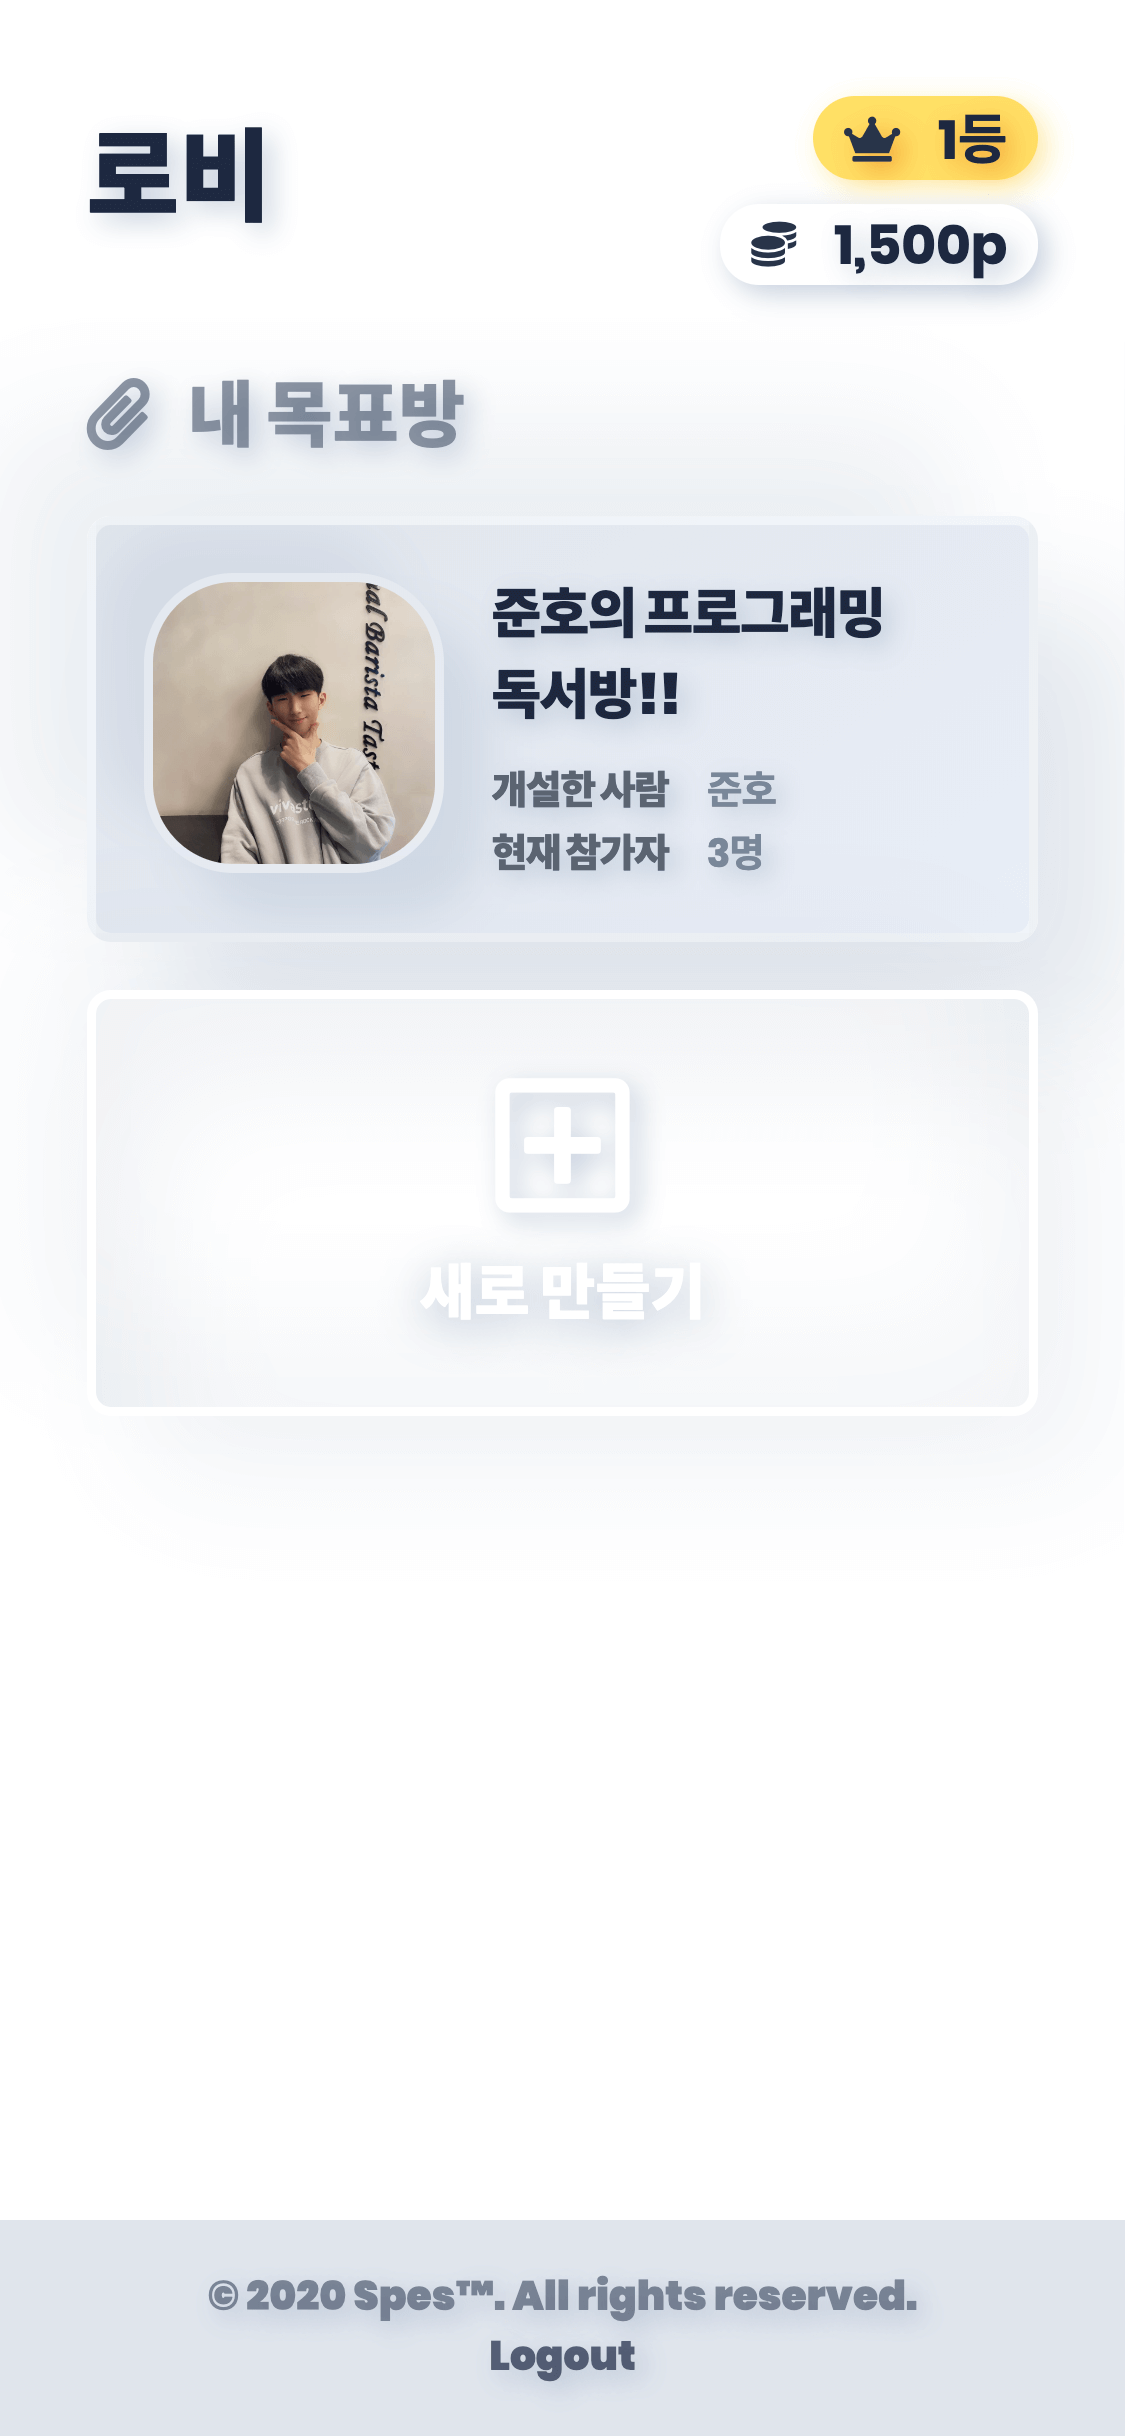 로비
1등
1,500p
내 목표방
ial Barista Tast
준호의 프로그래밍
독서방!!
개설한 사람 준호
현재 참가자 3명
새로 만들기
© 2020 Spes™. All rights reserved.
Logout